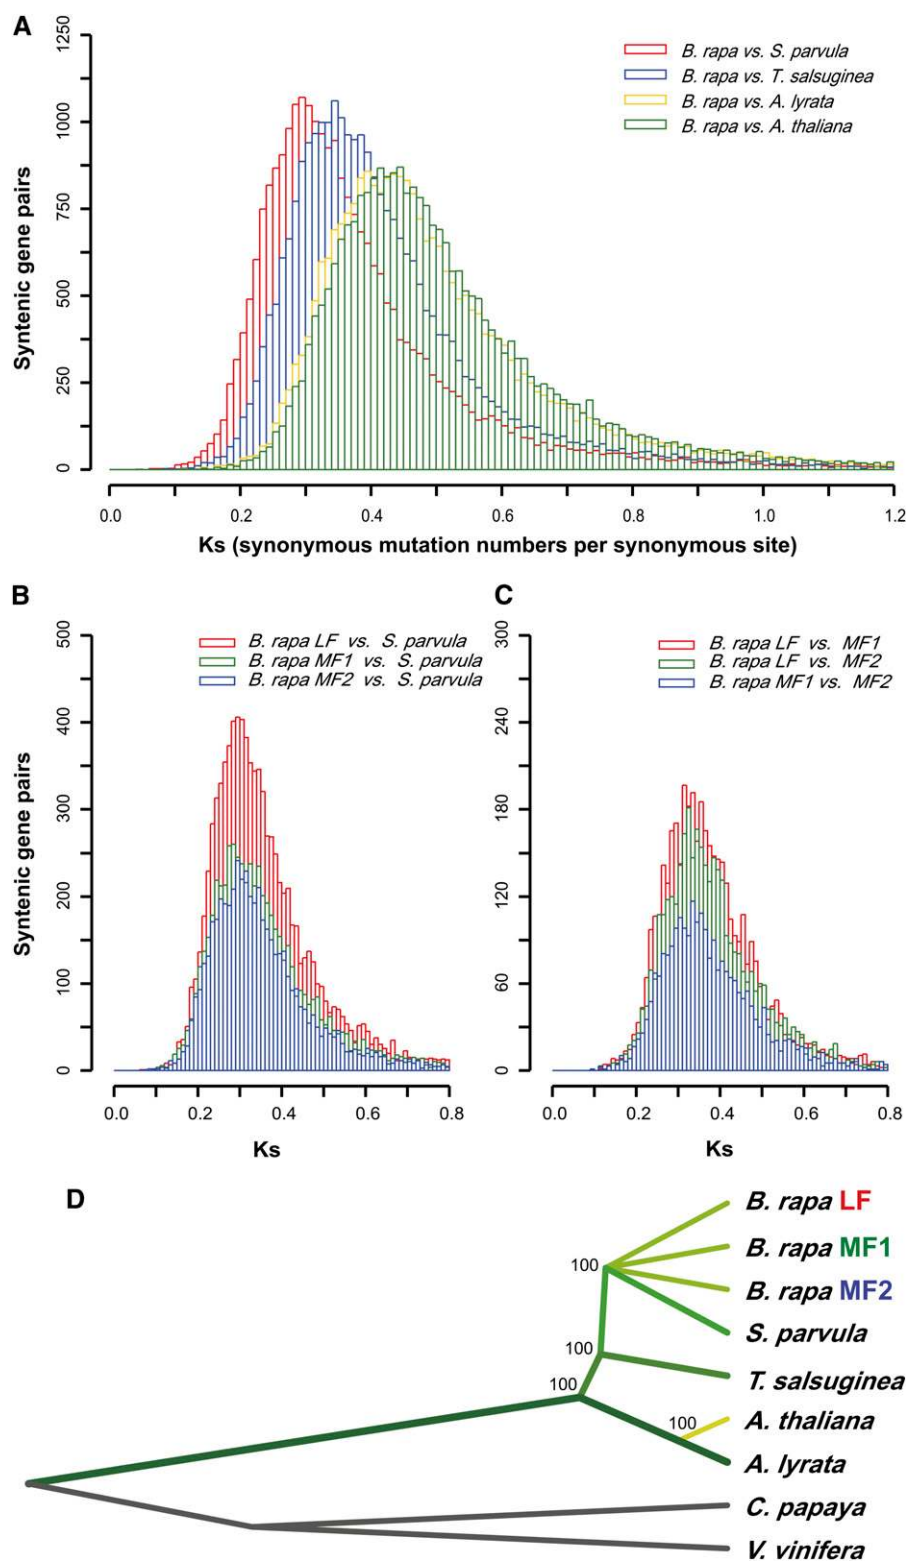 A
1250
1000
750
500
250
0
Syntenic gene pairs
B. rapa vs. S. parvula
B. rapa vs. T. salsuginea
B. rapa vs. A. lyrata
B. rapa vs. A. thaliana
0.0 0.2 0.4 0.6 0.8 1.0 1.2
Ks (synonymous mutation numbers per synonymous site)
B
500
400
300
200
100
0
Syntenic gene pairs
B. rapa LF vs. S. parvula
B. rapa MF1 vs. S. parvula
B. rapa MF2 vs. S. parvula
0.0 0.2 0.4 0.6 0.8
Ks
C
300
240
180
120
60
0
B. rapa LF vs. MF1
B. rapa LF vs. MF2
B. rapa MF1 vs. MF2
0.0 0.2 0.4 0.6 0.8
Ks
D
B. rapa LF
B. rapa MF1
100
B. rapa MF2
S. parvula
100
T. salsuginea
100
A. thaliana
100
A. lyrata
C. papaya
V. vinifera